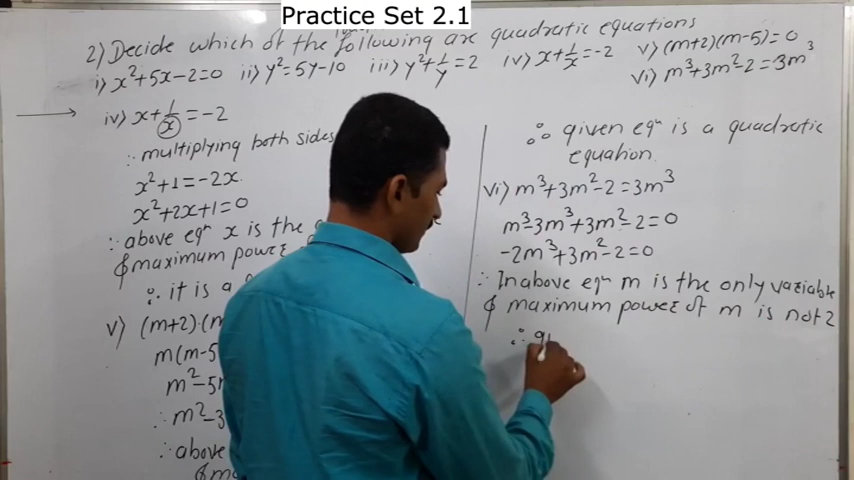 Practice Set 2.1
2) Decide which of the following are quadratic equations
i) x²+5x-2=0 ii) y²=5y-10 iii) y²+1/y=2 iv) x+1/x=-2 v) (m+2)(m-5)=0
vi) m³+3m²-2=3m³
→ iv) x+1/x=-2
∴ multiplying both sides
x²+1=-2x.
x²+2x+1=0
∴ above eqⁿ x is the
& maximum power
∴ it is a
v) (m+2).(m
m(m-5
m²-5
∴ m²-3
∴ above
&
∴ given eqⁿ is a quadratic
equation.
vi) m³+3m²-2=3m³
m³-3m³+3m²-2=0
-2m³+3m²-2=0
∴ In above eqⁿ m is the only variable
& maximum power of m is not 2
∴